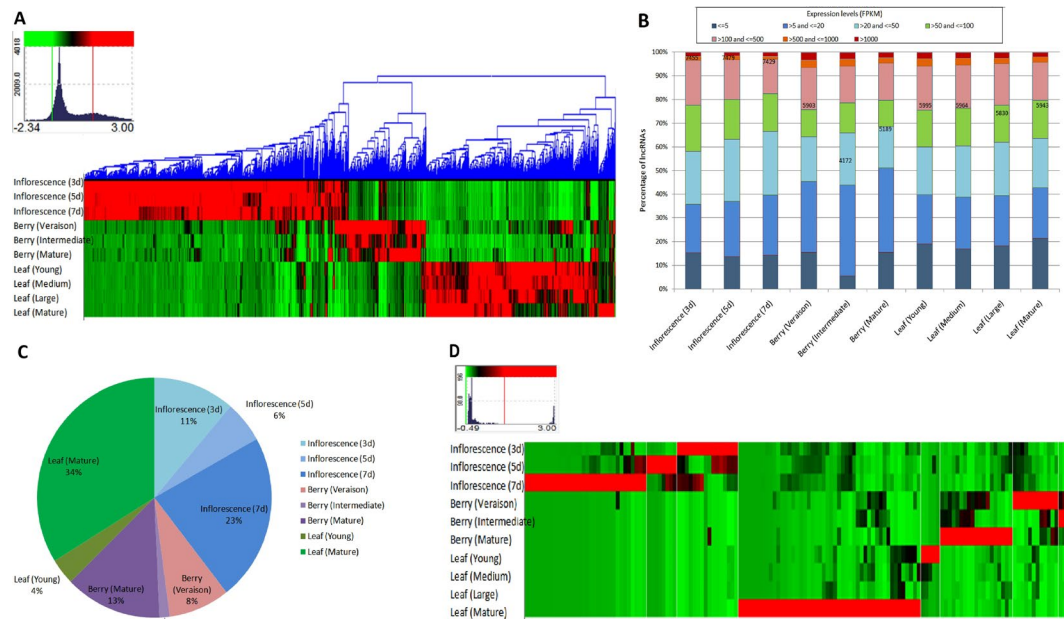 A
4018
2009.0
-2.34
3.00
Inflorescence (3d)
Inflorescence (5d)
Inflorescence (7d)
Berry (Veraison)
Berry (Intermediate)
Berry (Mature)
Leaf (Young)
Leaf (Medium)
Leaf (Large)
Leaf (Mature)
B
Expression levels (FPKM)
<=5
>5 and <=20
>20 and <=50
>50 and <=100
>100 and <=500
>500 and <=1000
>1000
Percentage of lncRNAs
100%
90%
80%
70%
60%
50%
40%
30%
20%
10%
0%
7455
7479
7429
5903
4172
5189
5995
5964
5830
5943
Inflorescence (3d)
Inflorescence (5d)
Inflorescence (7d)
Berry (Veraison)
Berry (Intermediate)
Berry (Mature)
Leaf (Young)
Leaf (Medium)
Leaf (Large)
Leaf (Mature)
C
Inflorescence (3d)
11%
Inflorescence (5d)
6%
Inflorescence (7d)
23%
Berry
(Veraison)
8%
Berry (Mature)
13%
Leaf (Young)
4%
Leaf (Mature)
34%
Inflorescence (3d)
Inflorescence (5d)
Inflorescence (7d)
Berry (Veraison)
Berry (Intermediate)
Berry (Mature)
Leaf (Young)
Leaf (Mature)
D
-0.49
3.00
Inflorescence (3d)
Inflorescence (5d)
Inflorescence (7d)
Berry (Veraison)
Berry (Intermediate)
Berry (Mature)
Leaf (Young)
Leaf (Medium)
Leaf (Large)
Leaf (Mature)